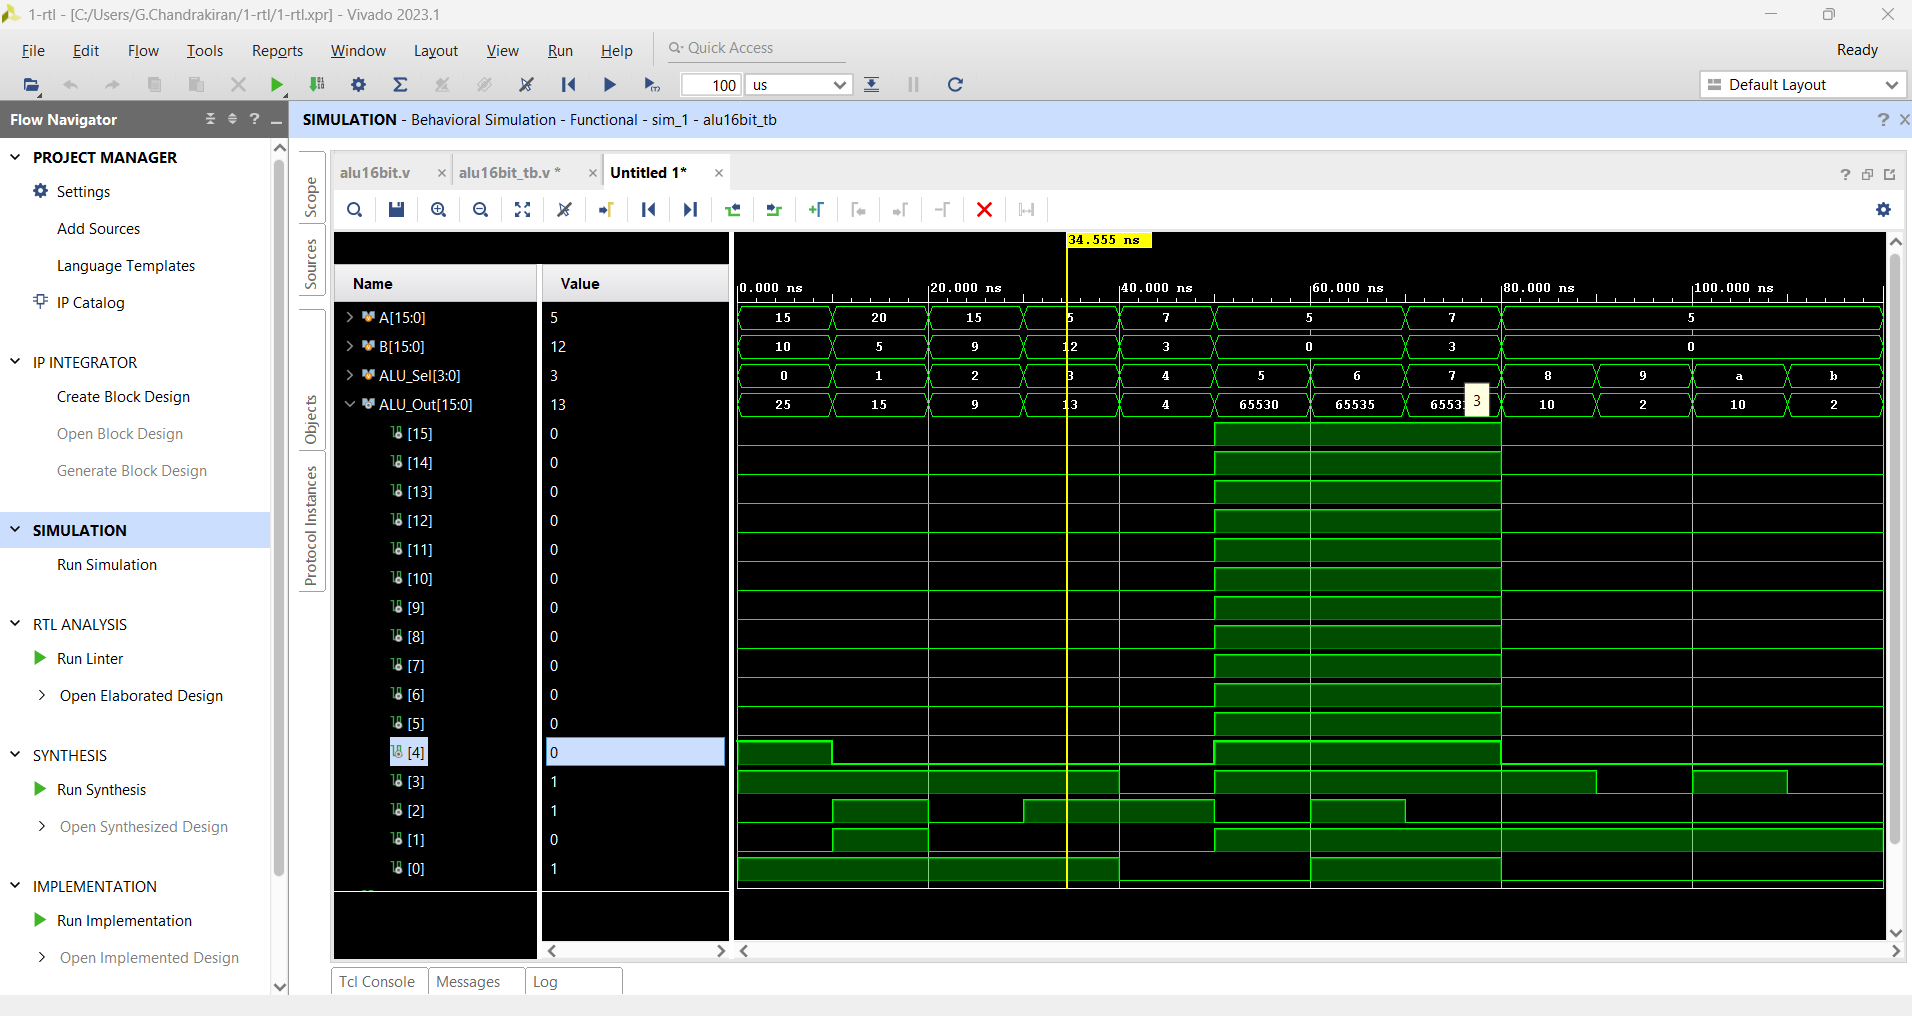 1-rtl - [C:/Users/G.Chandrakiran/1-rtl/1-rtl.xpr] - Vivado 2023.1
File Edit Flow Tools Reports Window Layout View Run Help Quick Access Ready
100 us Default Layout
Flow Navigator
SIMULATION - Behavioral Simulation - Functional - sim_1 - alu16bit_tb
PROJECT MANAGER
Settings
Add Sources
Language Templates
IP Catalog
IP INTEGRATOR
Create Block Design
Open Block Design
Generate Block Design
SIMULATION
Run Simulation
RTL ANALYSIS
Run Linter
Open Elaborated Design
SYNTHESIS
Run Synthesis
Open Synthesized Design
IMPLEMENTATION
Run Implementation
Open Implemented Design
Scope
Sources
Objects
Protocol Instances
alu16bit.v alu16bit_tb.v * Untitled 1*
34.555 ns
Name Value
0.000 ns 20.000 ns 40.000 ns 60.000 ns 80.000 ns 100.000 ns
A[15:0] 5 15 20 15 5 7 5 7 5
B[15:0] 12 10 5 9 12 3 0 3 0
ALU_Sel[3:0] 3 0 1 2 3 4 5 6 7 8 9 a b
ALU_Out[15:0] 13 25 15 9 13 4 65530 65535 10 2 10 2
3
[15] 0
[14] 0
[13] 0
[12] 0
[11] 0
[10] 0
[9] 0
[8] 0
[7] 0
[6] 0
[5] 0
[4] 0
[3] 1
[2] 1
[1] 0
[0] 1
Tcl Console Messages Log